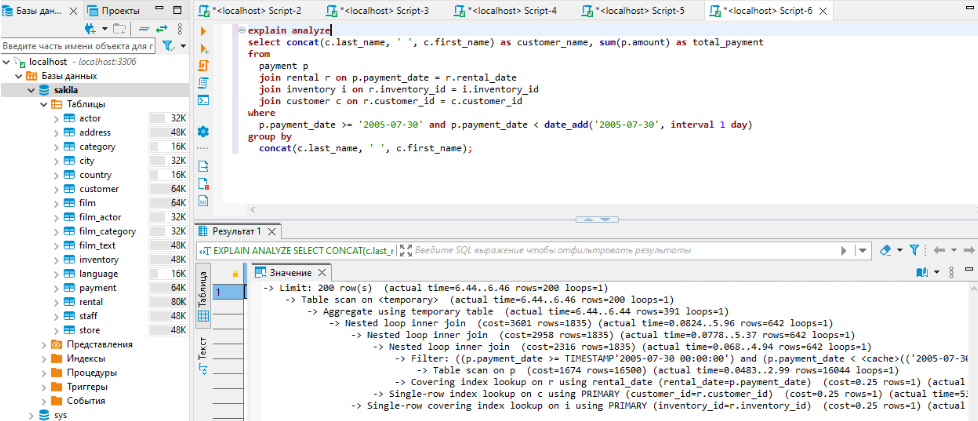 Базы дан
Проекты
*<localhost> Script-2
*<localhost> Script-3
*<localhost> Script-4
*<localhost> Script-5
*<localhost> Script-6
Введите часть имени объекта для г
localhost - localhost:3306
Базы данных
sakila
Таблицы
actor 32K
address 48K
category 16K
city 32K
country 16K
customer 64K
film 64K
film_actor 32K
film_category 32K
film_text 48K
inventory 48K
language 16K
payment 64K
rental 80K
staff 48K
store 48K
Представления
Индексы
Процедуры
Триггеры
События
sys
explain analyze
select concat(c.last_name, ' ', c.first_name) as customer_name, sum(p.amount) as total_payment
from
payment p
join rental r on p.payment_date = r.rental_date
join inventory i on r.inventory_id = i.inventory_id
join customer c on r.customer_id = c.customer_id
where
p.payment_date >= '2005-07-30' and p.payment_date < date_add('2005-07-30', interval 1 day)
group by
concat(c.last_name, ' ', c.first_name);
Результат 1
EXPLAIN ANALYZE SELECT CONCAT(c.last_
Введите SQL выражение чтобы отфильтровать результаты
Таблица
Текст
1
Значение
-> Limit: 200 row(s) (actual time=6.44..6.46 rows=200 loops=1)
-> Table scan on <temporary> (actual time=6.44..6.46 rows=200 loops=1)
-> Aggregate using temporary table (actual time=6.44..6.44 rows=391 loops=1)
-> Nested loop inner join (cost=3601 rows=1835) (actual time=0.0824..5.96 rows=642 loops=1)
-> Nested loop inner join (cost=2958 rows=1835) (actual time=0.0778..5.37 rows=642 loops=1)
-> Nested loop inner join (cost=2316 rows=1835) (actual time=0.068..4.94 rows=642 loops=1)
-> Filter: ((p.payment_date >= TIMESTAMP'2005-07-30 00:00:00') and (p.payment_date < <cache>(('2005-07-30
-> Table scan on p (cost=1674 rows=16500) (actual time=0.0483..2.99 rows=16044 loops=1)
-> Covering index lookup on r using rental_date (rental_date=p.payment_date) (cost=0.25 rows=1) (actual
-> Single-row index lookup on c using PRIMARY (customer_id=r.customer_id) (cost=0.25 rows=1) (actual time=53
-> Single-row covering index lookup on i using PRIMARY (inventory_id=r.inventory_id) (cost=0.25 rows=1) (actual